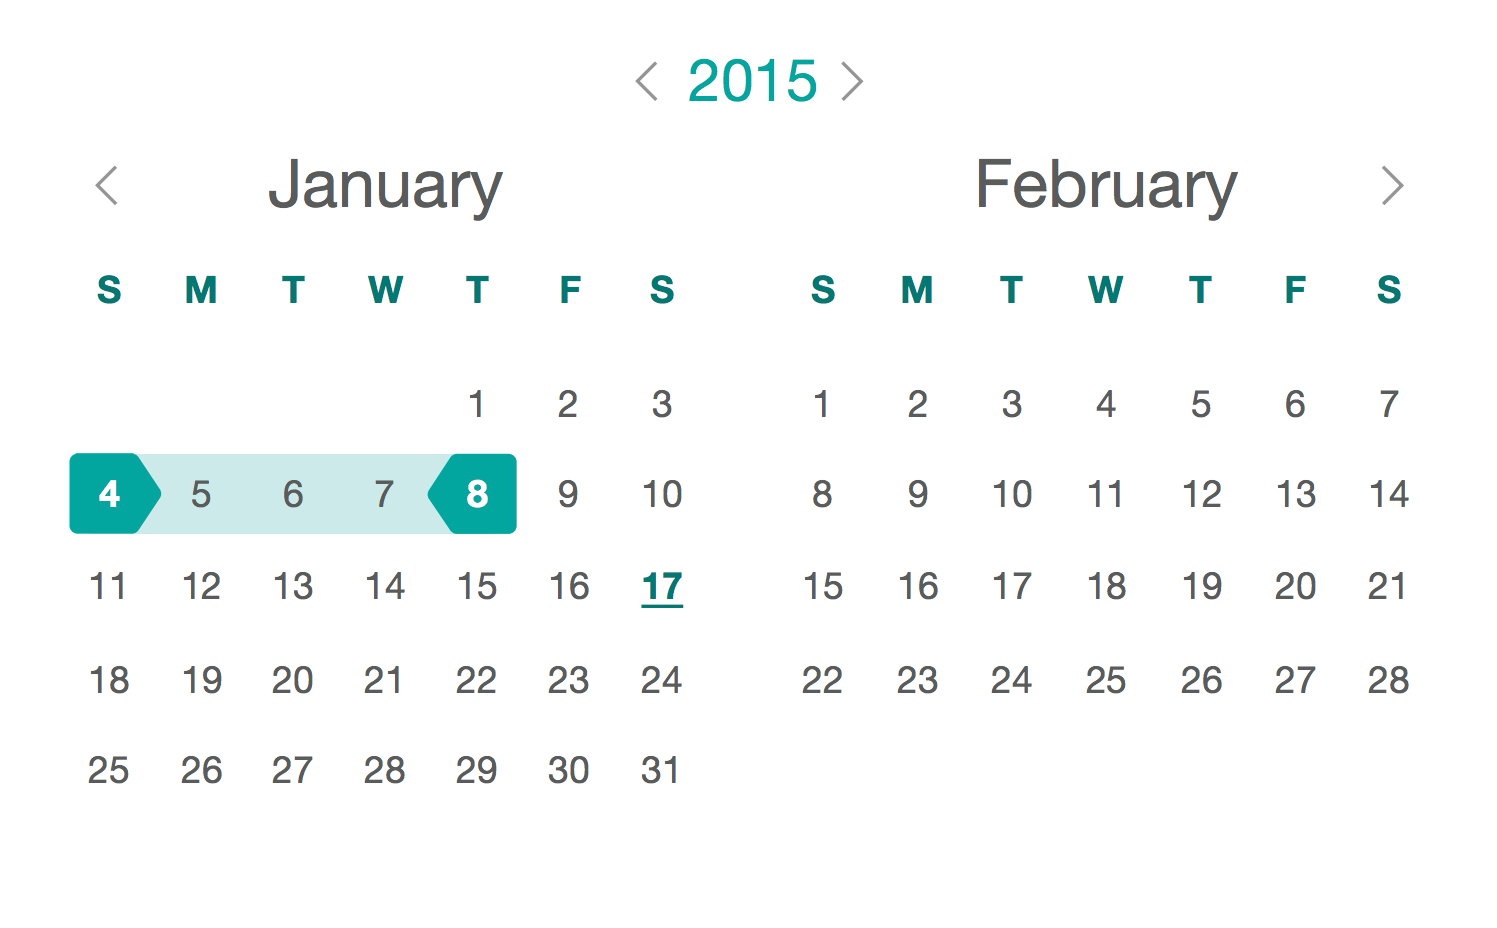 2015
January
S M T W T F S
1 2 3
4 5 6 7 8 9 10
11 12 13 14 15 16 17
18 19 20 21 22 23 24
25 26 27 28 29 30 31
February
S M T W T F S
1 2 3 4 5 6 7
8 9 10 11 12 13 14
15 16 17 18 19 20 21
22 23 24 25 26 27 28